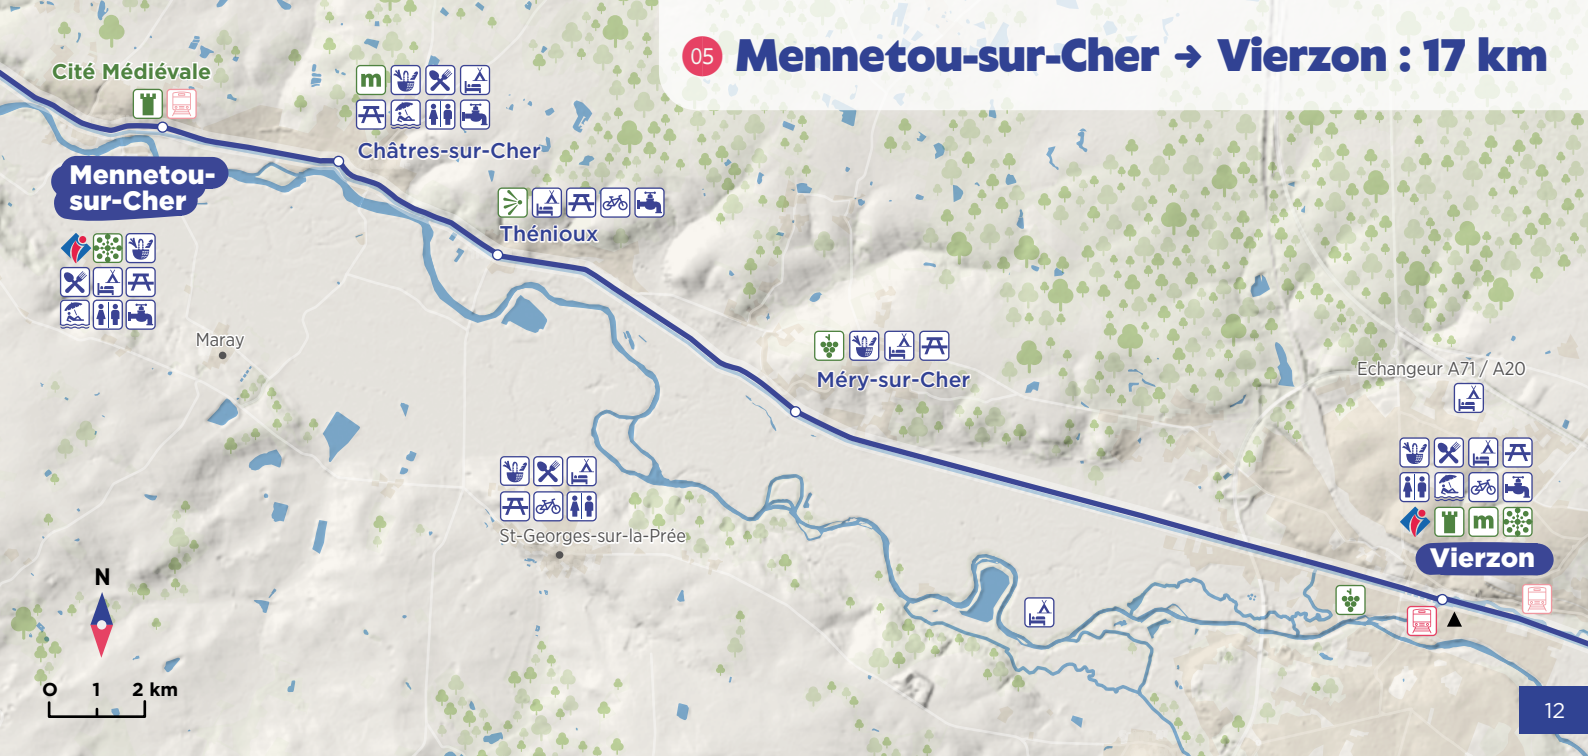 05 Mennetou-sur-Cher → Vierzon : 17 km
Cité Médiévale
m
Châtres-sur-Cher
Mennetou-
sur-Cher
Thénioux
Maray
Méry-sur-Cher
Echangeur A71 / A20
St-Georges-sur-la-Prée
m
Vierzon
N
0 1 2 km
12